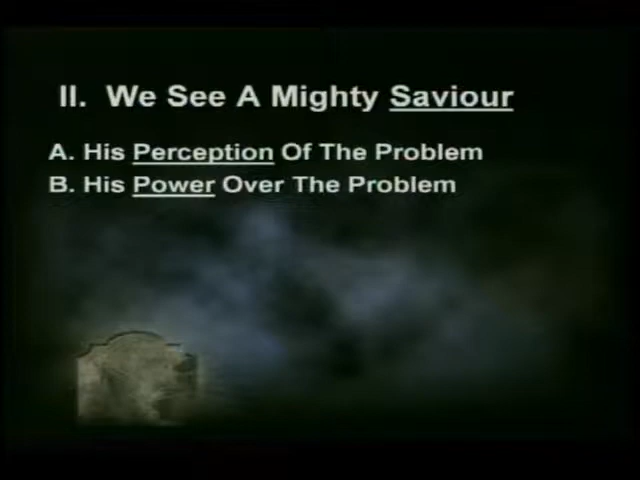 II. We See A Mighty Saviour
A. His Perception Of The Problem
B. His Power Over The Problem